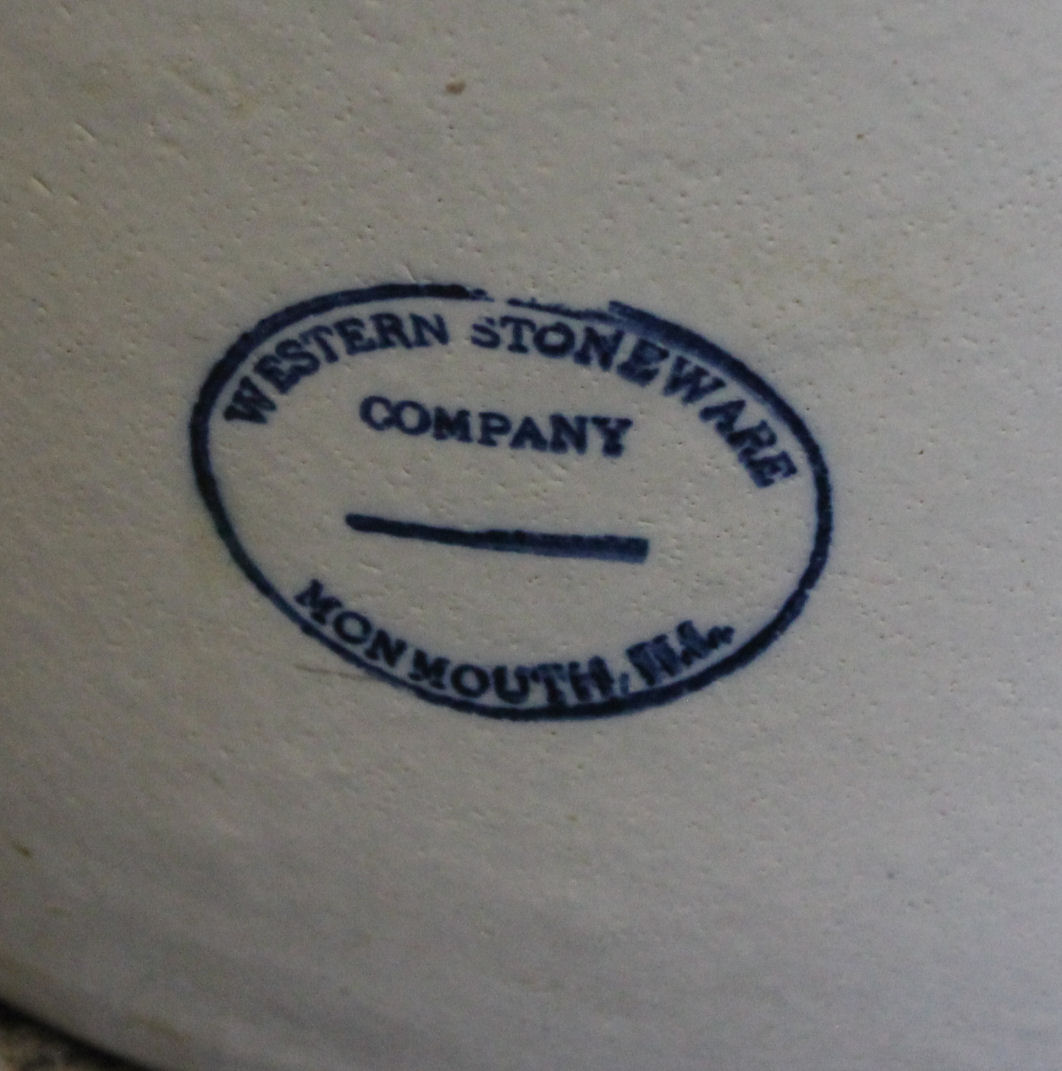 WESTERN STONEWARE
COMPANY
MONMOUTH, ILL.